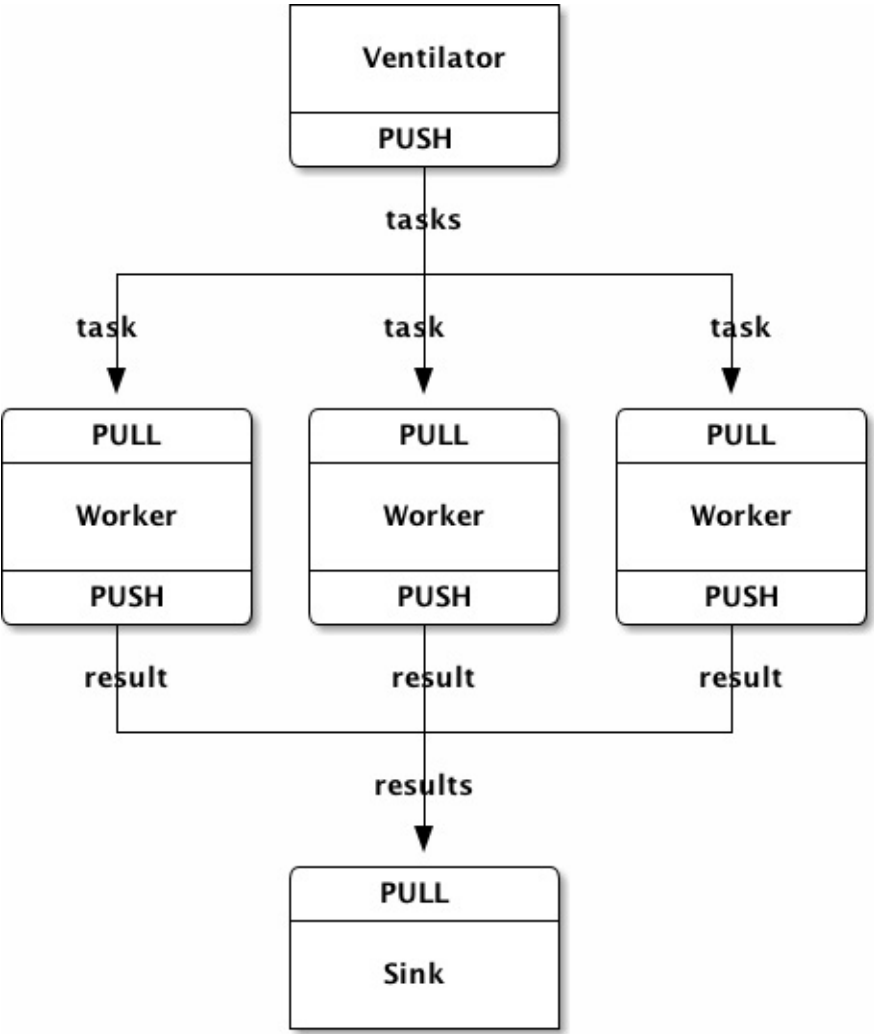 Ventilator
PUSH
tasks
task task task
PULL PULL PULL
Worker Worker Worker
PUSH PUSH PUSH
result result result
results
PULL
Sink